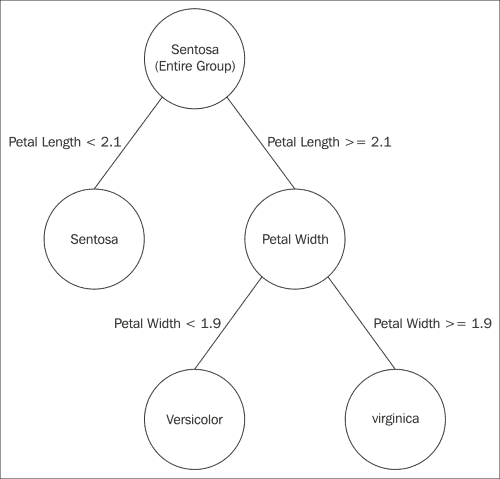 Sentosa
(Entire Group)
Petal Length < 2.1
Petal Length >= 2.1
Sentosa
Petal Width
Petal Width < 1.9
Petal Width >= 1.9
Versicolor
virginica